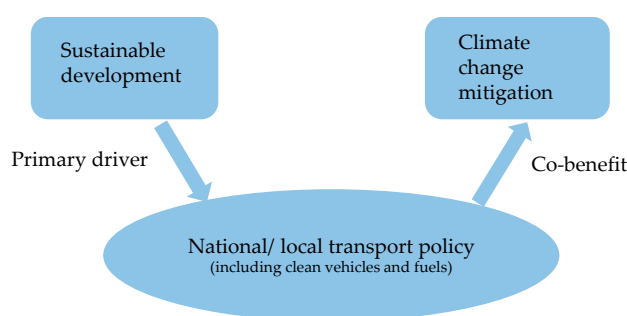 Sustainable
development
Climate
change
mitigation
Primary driver
Co-benefit
National/ local transport policy
(including clean vehicles and fuels)